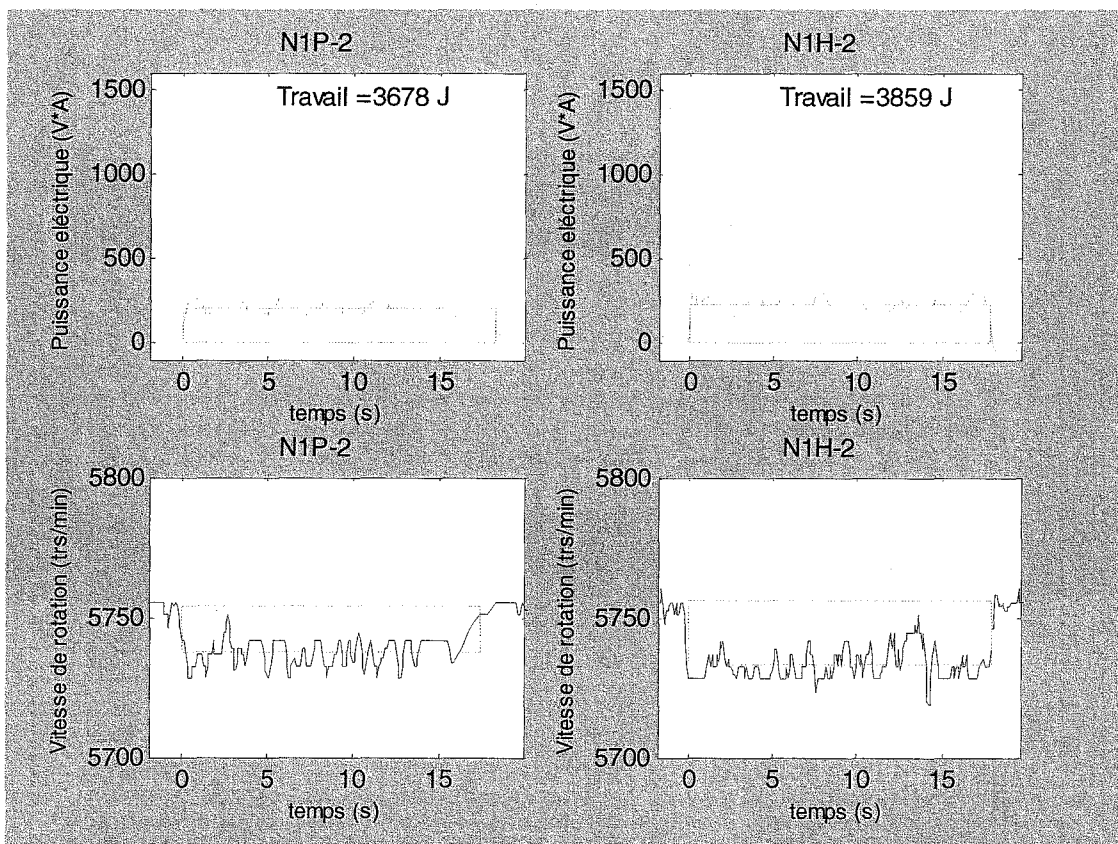 N1P-2
Travail =3678 J
Puissance eléctrique (V*A)
1500
1000
500
0
0 5 10 15
temps (s)
N1H-2
Travail =3859 J
Puissance eléctrique (V*A)
1500
1000
500
0
0 5 10 15
temps (s)
N1P-2
Vitesse de rotation (trs/min)
5800
5750
5700
0 5 10 15
temps (s)
N1H-2
Vitesse de rotation (trs/min)
5800
5750
5700
0 5 10 15
temps (s)